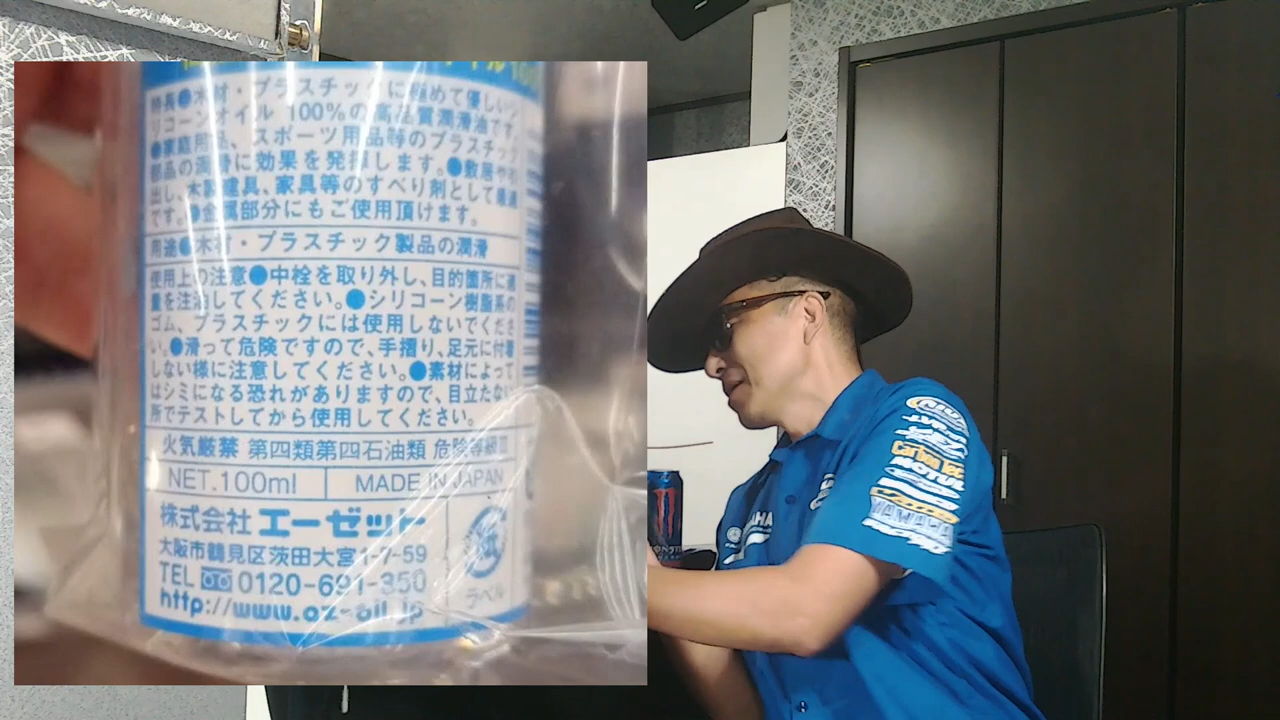 特長●木材・プラスチックに極めて優しいシ
リコーンオイル 100%の高品質潤滑油です。
●家庭用品、スポーツ用品等のプラスチック
部品の潤滑に効果を発揮します。●敷居や引
出し、木製建具、家具等のすべり剤として最適
です。●金属部分にもご使用頂けます。
用途●木材・プラスチック製品の潤滑
使用上の注意●中栓を取り外し、目的箇所に適
量を注油してください。●シリコーン樹脂系の
ゴム、プラスチックには使用しないでくださ
い。●滑って危険ですので、手摺り、足元に付着
しない様に注意してください。●素材によって
はシミになる恐れがありますので、目立たない
所でテストしてから使用してください。
火気厳禁 第四類第四石油類 危険等級Ⅲ
NET.100ml MADE IN JAPAN
株式会社 エーゼット
大阪市鶴見区茨田大宮1-7-59
TEL 0120-691-350
http://www.az-oil.jp
紙
ラベル
MOTUL
YAMAHA